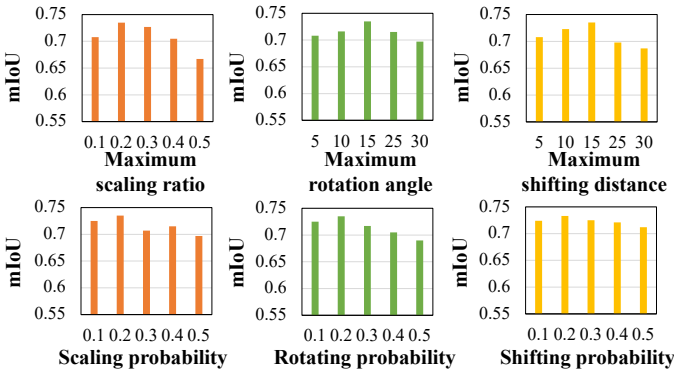 0.75
0.7
0.65
0.6
0.55
mIoU
0.1 0.2 0.3 0.4 0.5
Maximum
scaling ratio
0.75
0.7
0.65
0.6
0.55
mIoU
5 10 15 25 30
Maximum
rotation angle
0.75
0.7
0.65
0.6
0.55
mIoU
5 10 15 25 30
Maximum
shifting distance
0.75
0.7
0.65
0.6
0.55
mIoU
0.1 0.2 0.3 0.4 0.5
Scaling probability
0.75
0.7
0.65
0.6
0.55
mIoU
0.1 0.2 0.3 0.4 0.5
Rotating probability
0.75
0.7
0.65
0.6
0.55
mIoU
0.1 0.2 0.3 0.4 0.5
Shifting probability